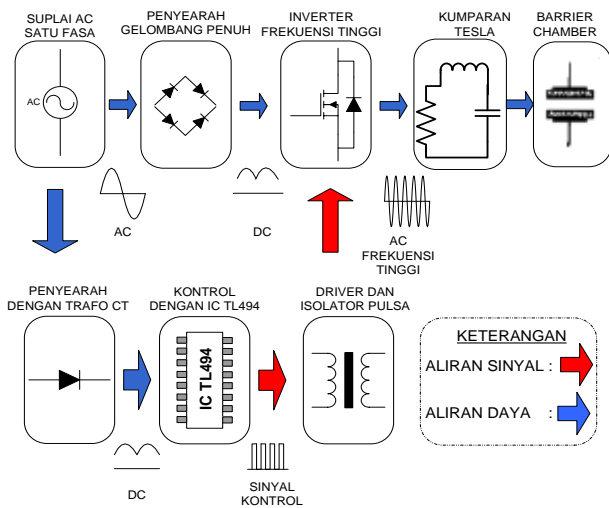 SUPLAI AC
SATU FASA
PENYEARAH
GELOMBANG PENUH
INVERTER
FREKUENSI TINGGI
KUMPARAN
TESLA
BARRIER
CHAMBER
AC
AC
DC
AC
FREKUENSI
TINGGI
PENYEARAH
DENGAN TRAFO CT
KONTROL
DENGAN IC TL494
DRIVER DAN
ISOLATOR PULSA
IC TL494
DC
SINYAL
KONTROL
KETERANGAN
ALIRAN SINYAL :
ALIRAN DAYA :